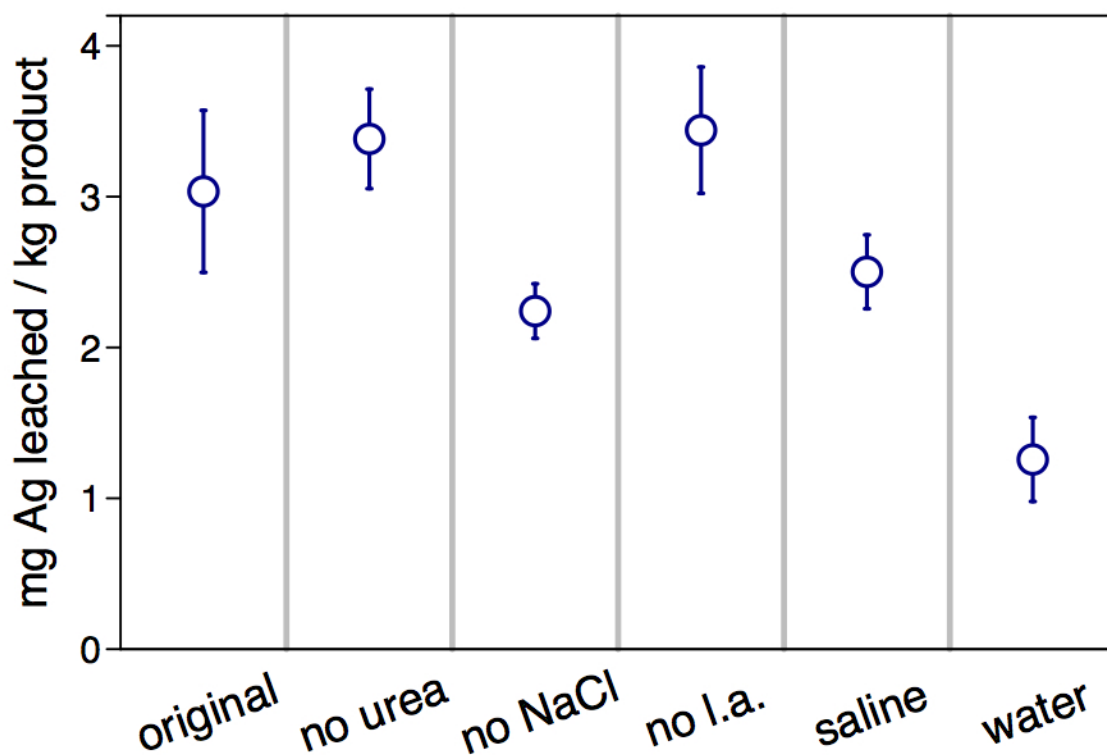 mg Ag leached / kg product
4
3
2
1
0
original
no urea
no NaCl
no l.a.
saline
water